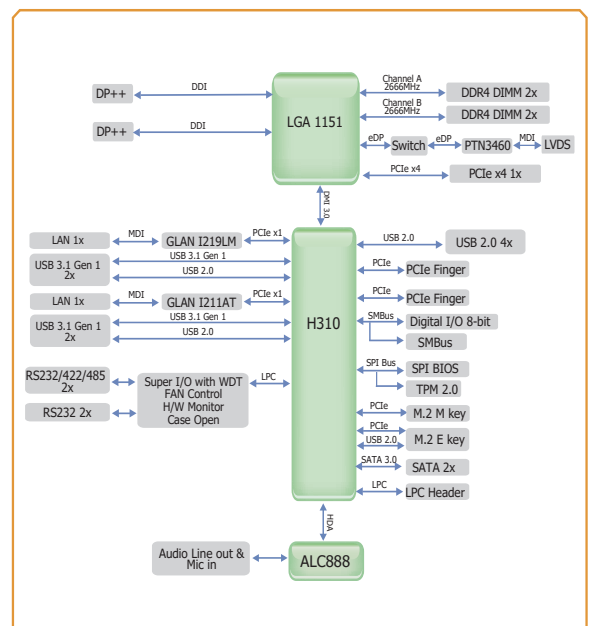 DP++
DDI
DP++
DDI
LGA 1151
Channel A
2666MHz
DDR4 DIMM 2x
Channel B
2666MHz
DDR4 DIMM 2x
eDP
Switch
eDP
PTN3460
MDI
LVDS
PCIe x4
PCIe x4 1x
DMI 3.0
LAN 1x
MDI
GLAN I219LM
PCIe x1
USB 3.1 Gen 1
2x
USB 3.1 Gen 1
USB 2.0
LAN 1x
MDI
GLAN I211AT
PCIe x1
USB 3.1 Gen 1
2x
USB 3.1 Gen 1
USB 2.0
RS232/422/485
2x
RS232 2x
Super I/O with WDT
FAN Control
H/W Monitor
Case Open
LPC
H310
USB 2.0
USB 2.0 4x
PCIe
PCIe Finger
PCIe
PCIe Finger
SMBus
Digital I/O 8-bit
SMBus
SPI Bus
SPI BIOS
TPM 2.0
PCIe
M.2 M key
PCIe
USB 2.0
M.2 E key
SATA 3.0
SATA 2x
LPC
LPC Header
HDA
Audio Line out &
Mic in
ALC888